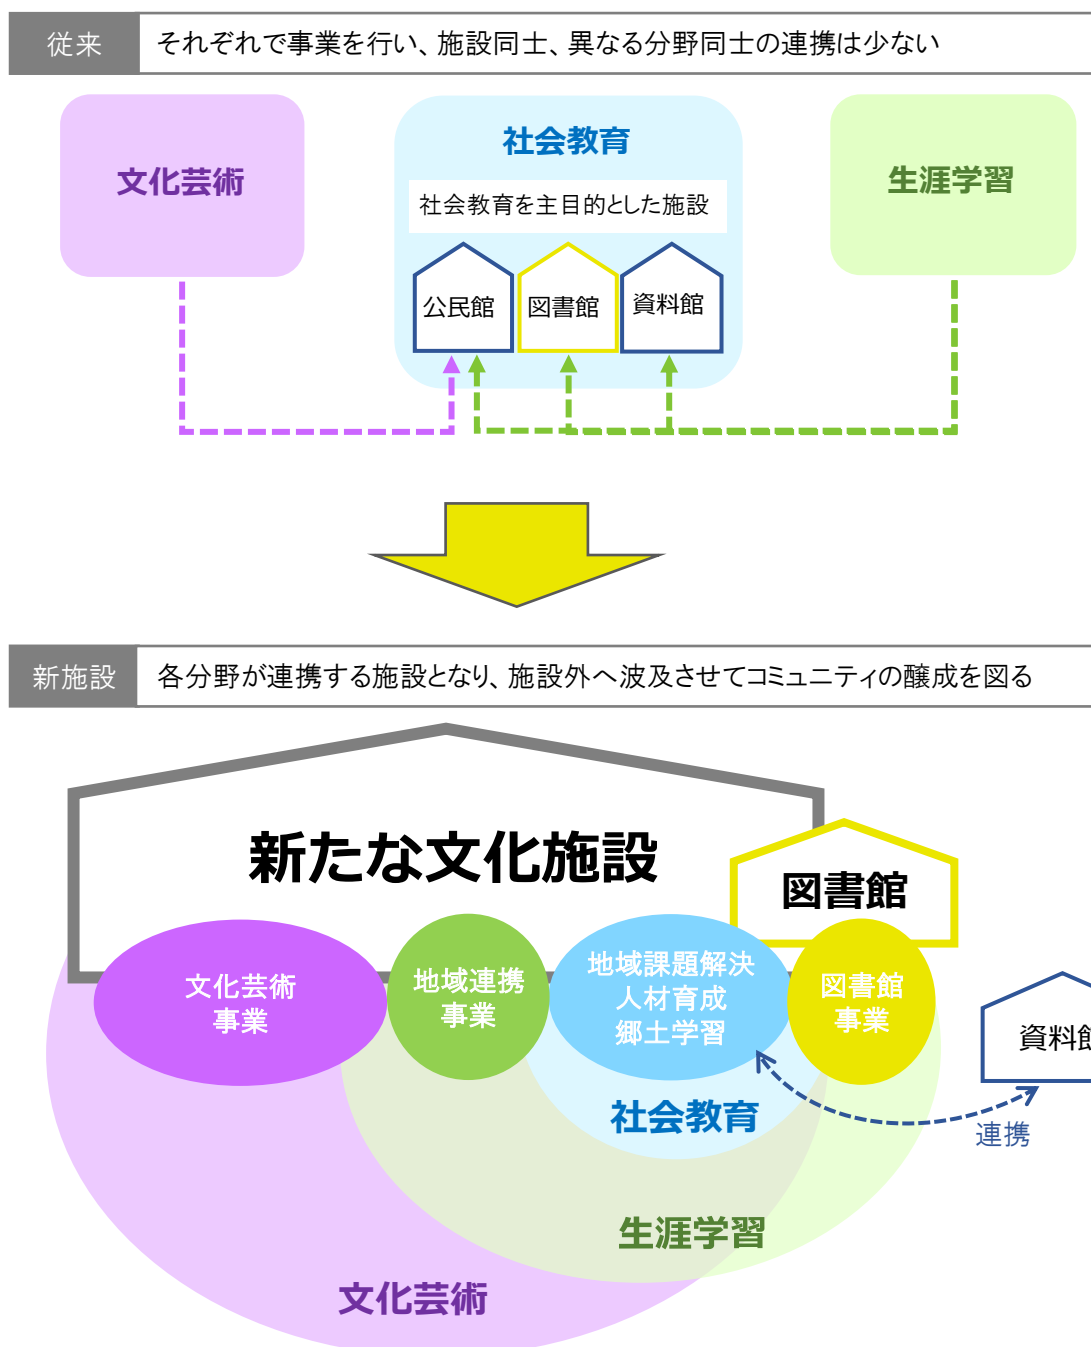 従来
それぞれで事業を行い、施設同士、異なる分野同士の連携は少ない
文化芸術
社会教育
生涯学習
社会教育を主目的とした施設
公民館
図書館
資料館
新施設
各分野が連携する施設となり、施設外へ波及させてコミュニティの醸成を図る
新たな文化施設
図書館
文化芸術
事業
地域連携
事業
地域課題解決
人材育成
郷土学習
図書館
事業
資料館
社会教育
連携
生涯学習
文化芸術